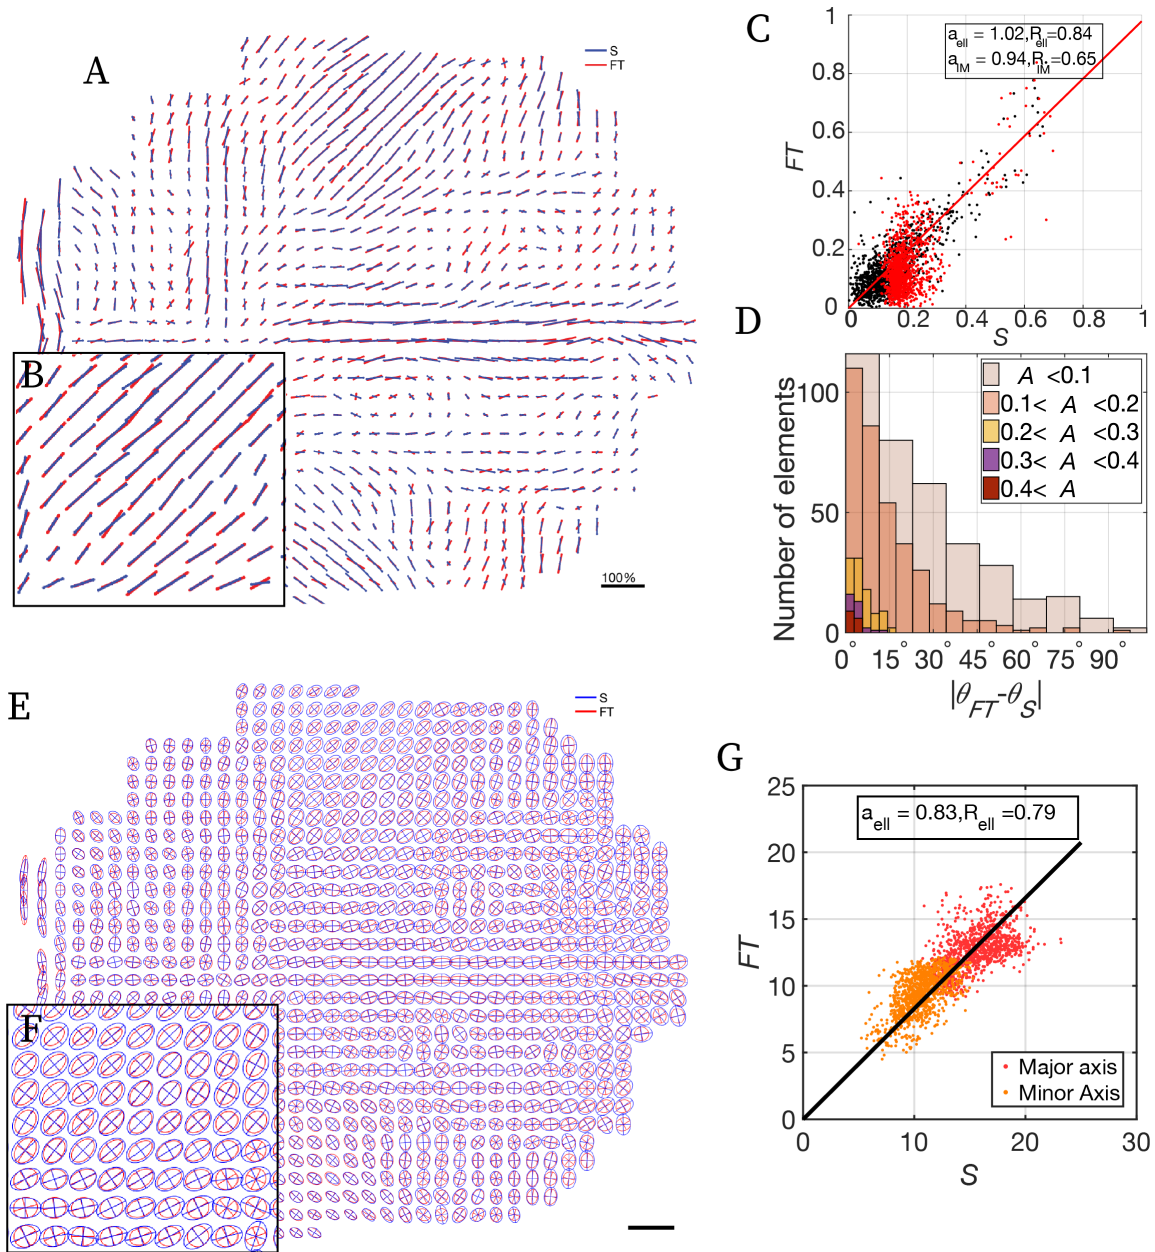 A
S
FT
B
100%
C
a_ell = 1.02,R_ell=0.84
a_IM = 0.94,R_IM=0.65
1
0.8
0.6
0.4
0.2
0
FT
0 0.2 0.4 0.6 0.8 1
S
D
A <0.1
0.1< A <0.2
0.2< A <0.3
0.3< A <0.4
0.4< A
100
50
0
Number of elements
0° 15° 30° 45° 60° 75° 90°
|θ_FT-θ_S|
E
S
FT
F
G
a_ell = 0.83,R_ell =0.79
25
20
15
10
5
0
FT
Major axis
Minor Axis
0 10 20 30
S